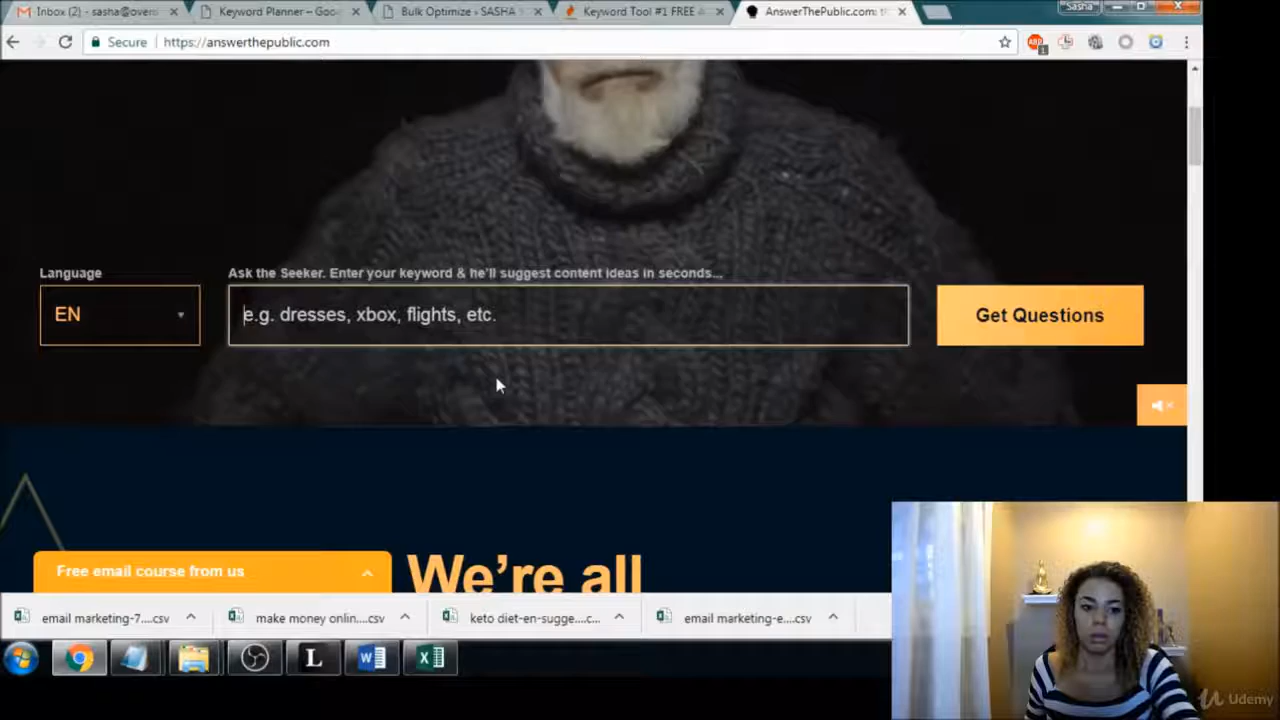 Inbox (2) - sasha@overs
Keyword Planner – Goo
Bulk Optimize › SASHA
Keyword Tool #1 FREE
AnswerThePublic.com: t
Sasha
Secure
https://answerthepublic.com
ABP
1
Language
Ask the Seeker. Enter your keyword & he'll suggest content ideas in seconds...
EN
e.g. dresses, xbox, flights, etc.
Get Questions
Free email course from us
We're all
email marketing-7....csv
make money onlin....csv
keto diet-en-sugge....c...
email marketing-e....csv
L
Udemy